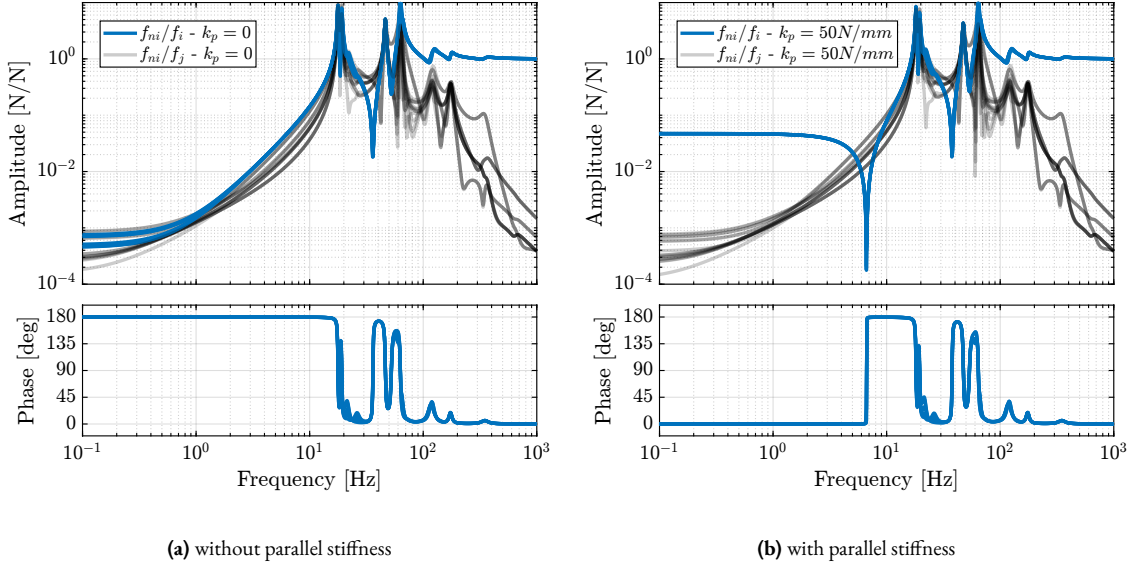 f_{ni}/f_i - k_p = 0
f_{ni}/f_j - k_p = 0
10^0
10^{-2}
10^{-4}
Amplitude [N/N]
180
135
90
45
0
Phase [deg]
10^{-1}
10^0
10^1
10^2
10^3
Frequency [Hz]
(a) without parallel stiffness
f_{ni}/f_i - k_p = 50N/mm
f_{ni}/f_j - k_p = 50N/mm
10^0
10^{-2}
10^{-4}
Amplitude [N/N]
180
135
90
45
0
Phase [deg]
10^{-1}
10^0
10^1
10^2
10^3
Frequency [Hz]
(b) with parallel stiffness